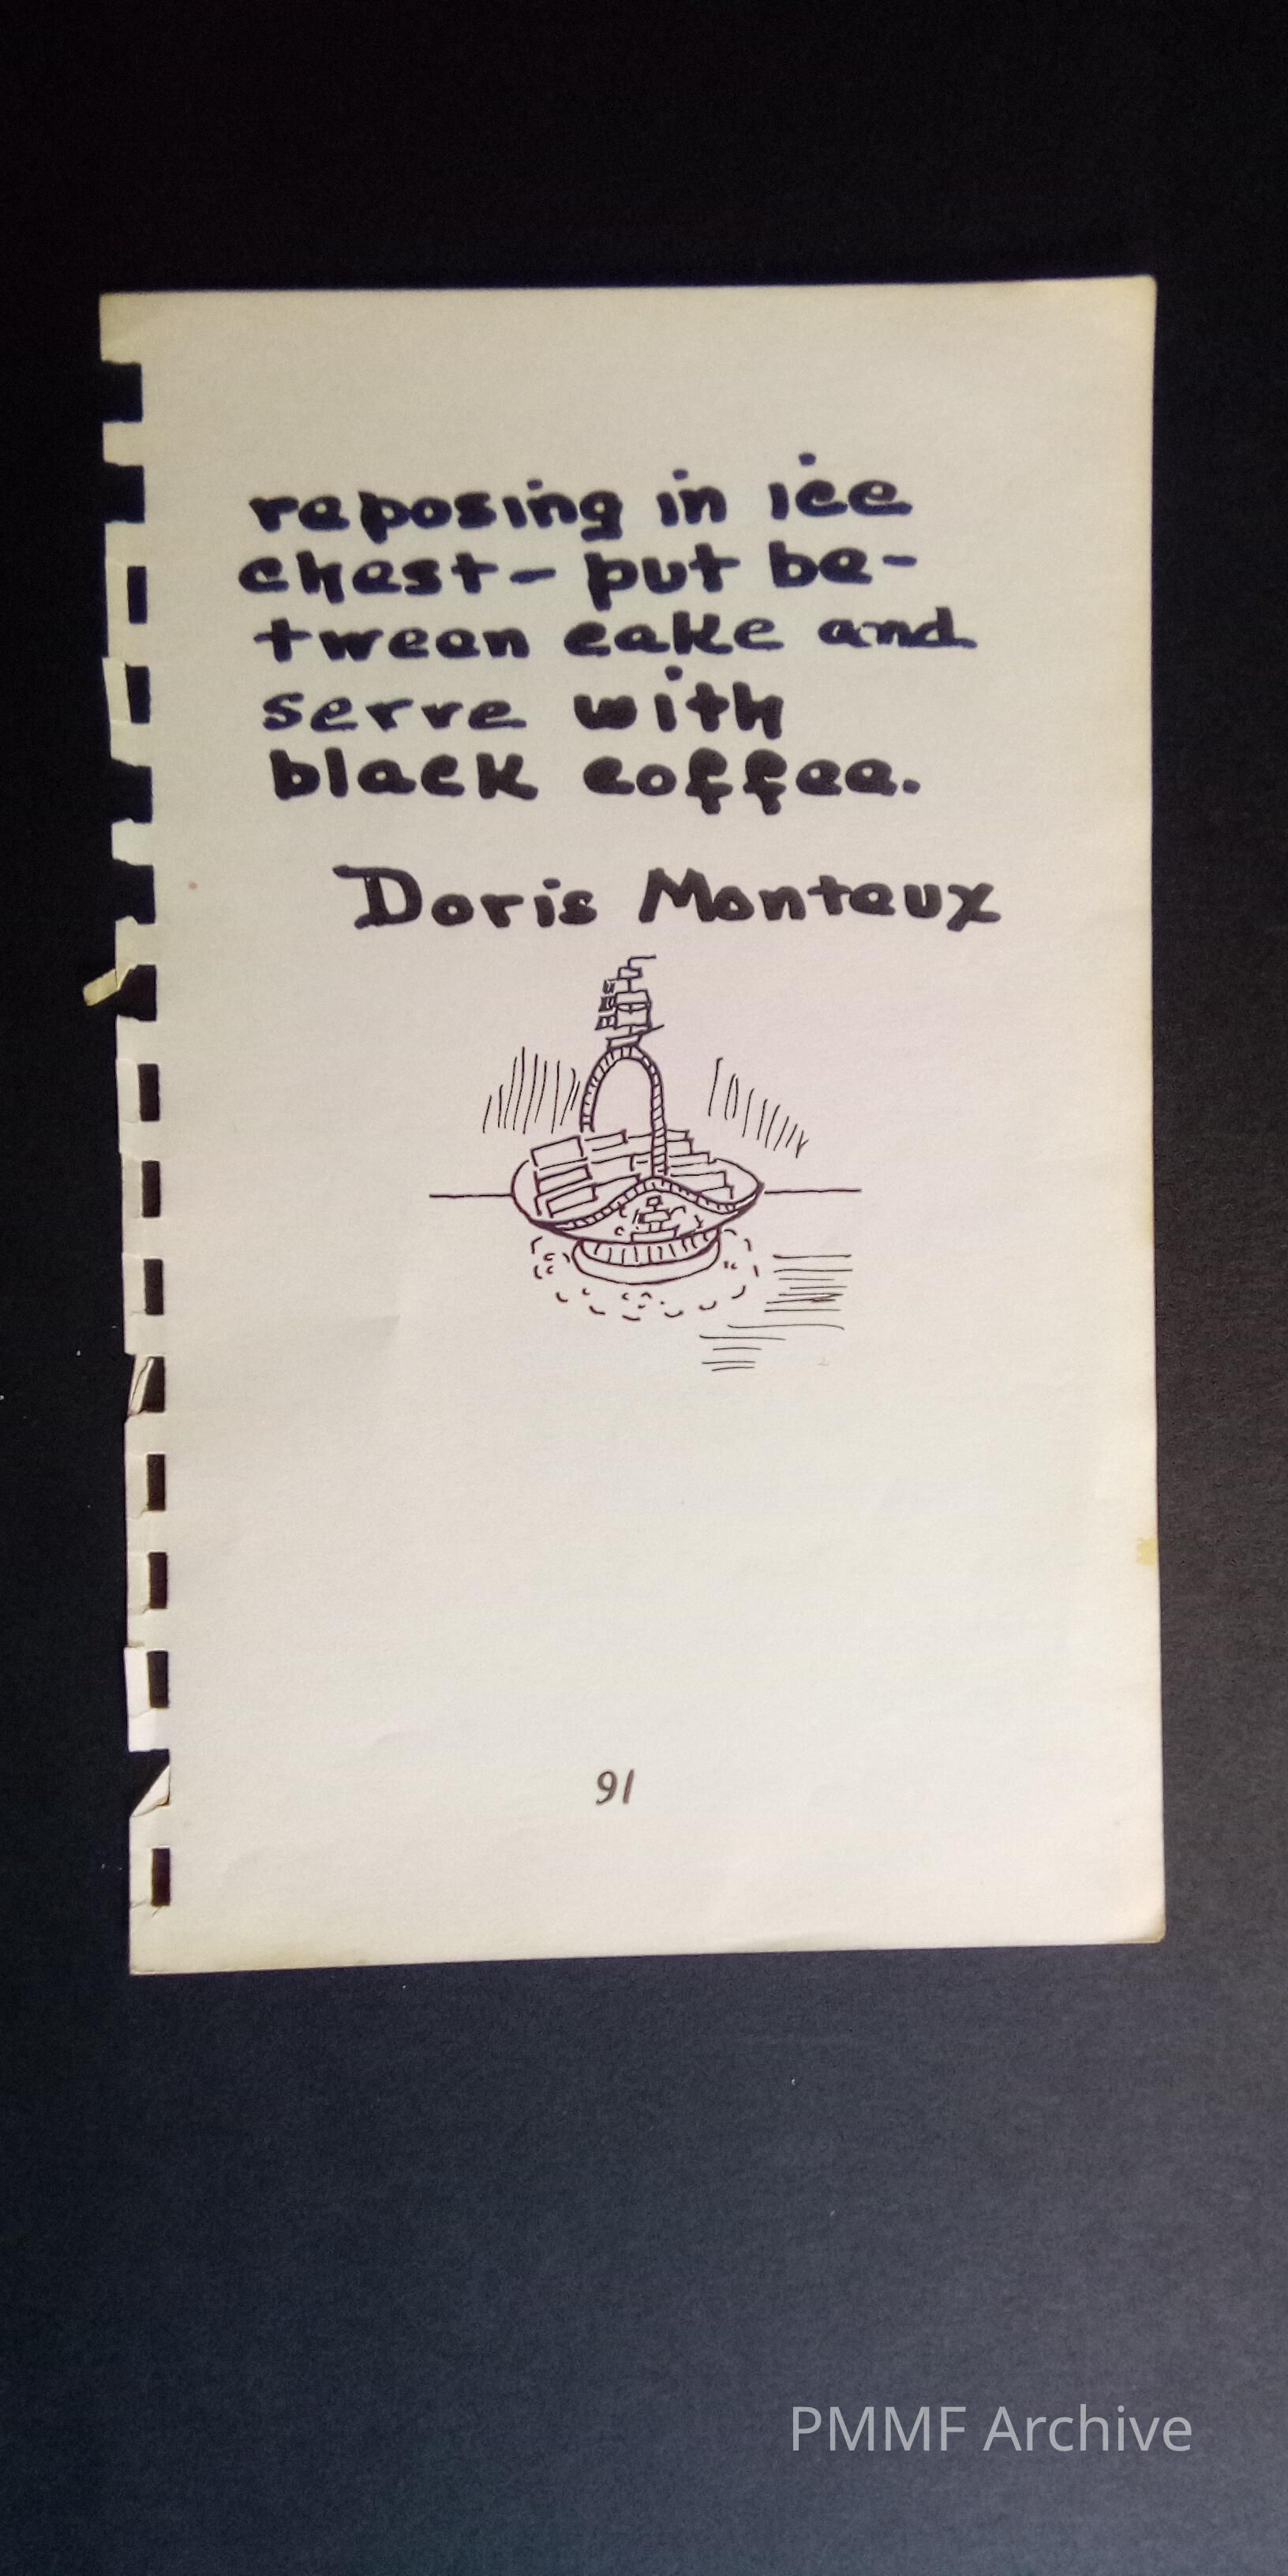 reposing in ice
chest - put be-
tween cake and
serve with
black coffee.
Doris Monteux
91
PMMF Archive